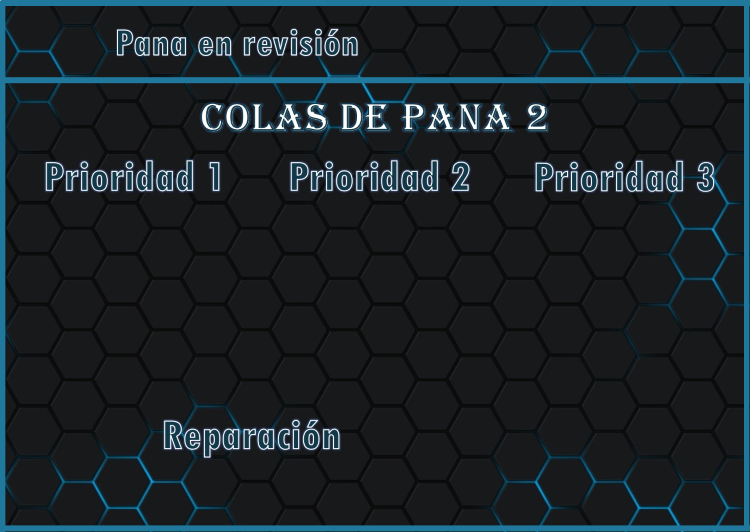 Pana en revisión
COLAS DE PANA 2
Prioridad 1 Prioridad 2 Prioridad 3
Reparación